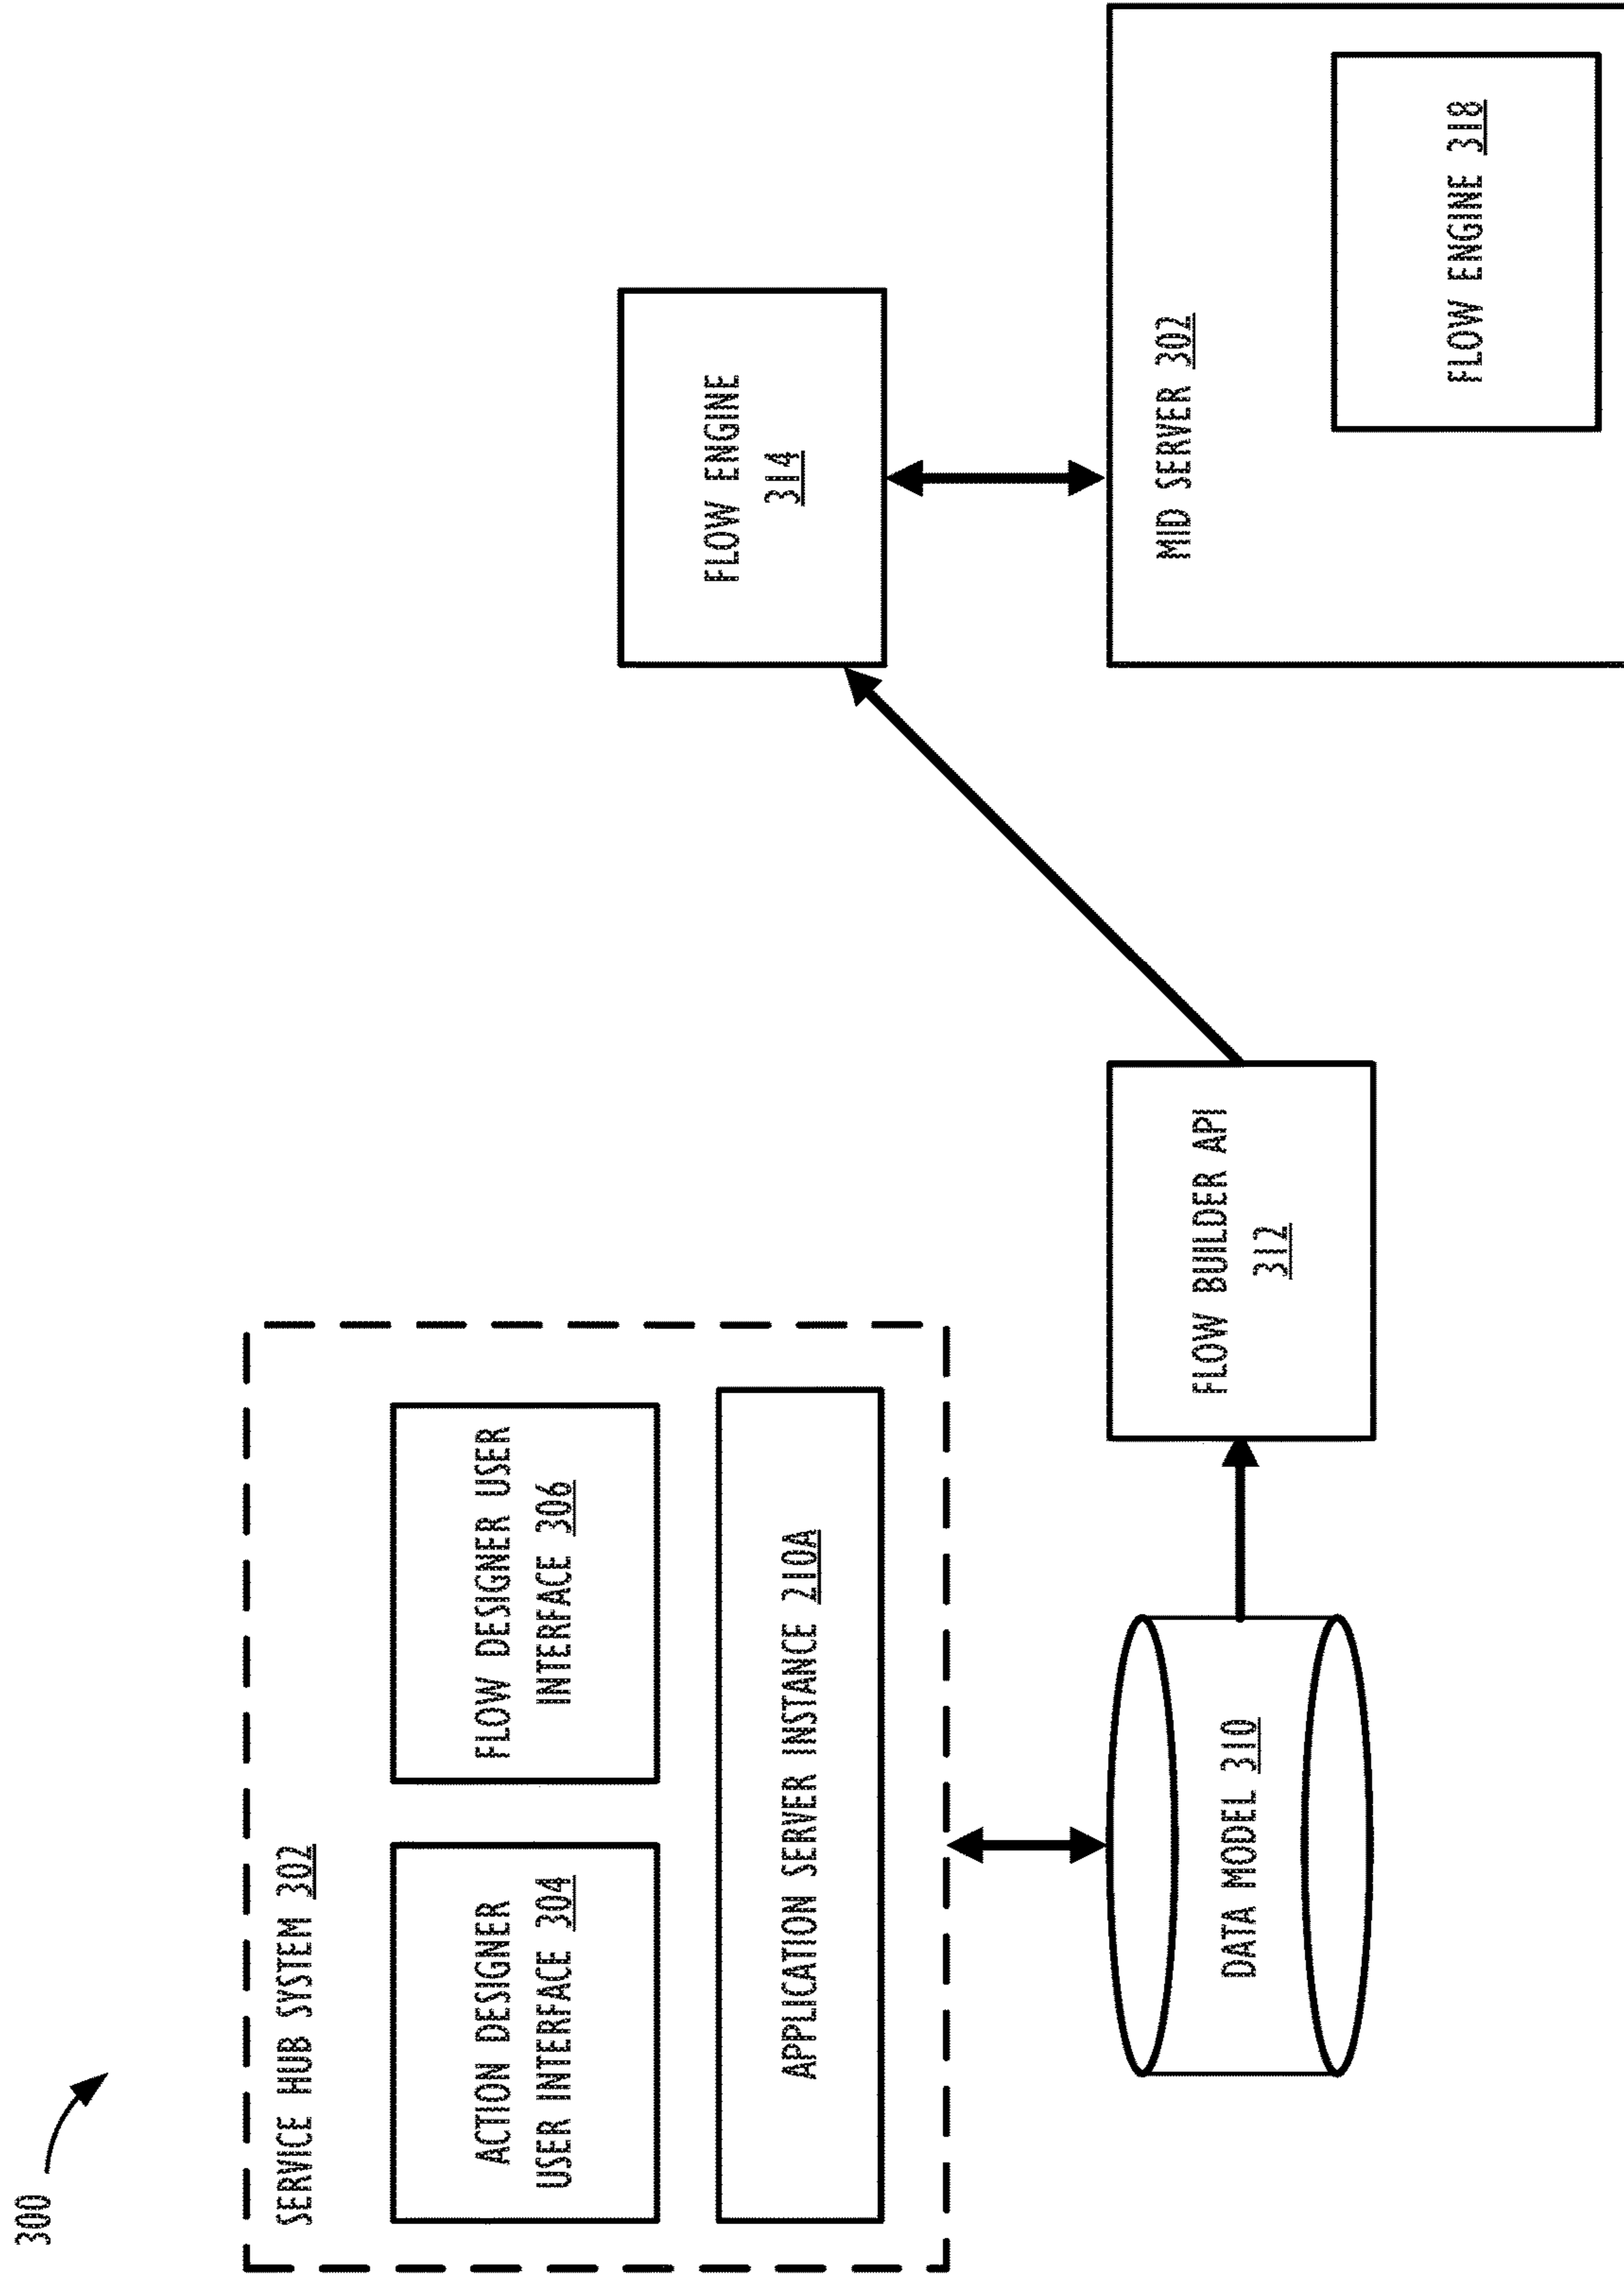 300
SERVICE HUB SYSTEM 302
ACTION DESIGNER
USER INTERFACE 304
FLOW DESIGNER USER
INTERFACE 306
APPLICATION SERVER INSTANCE 210A
DATA MODEL 310
FLOW BUILDER API
312
FLOW ENGINE
314
MID SERVER 302
FLOW ENGINE 318